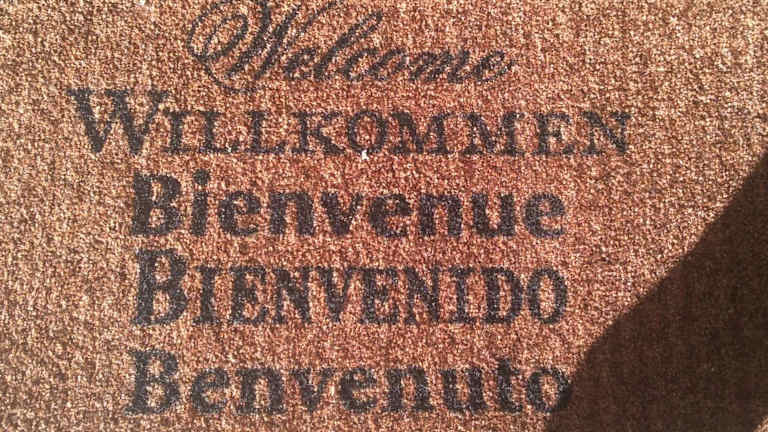 Welcome
WILLKOMMEN
Bienvenue
BIENVENIDO
Benvenuto